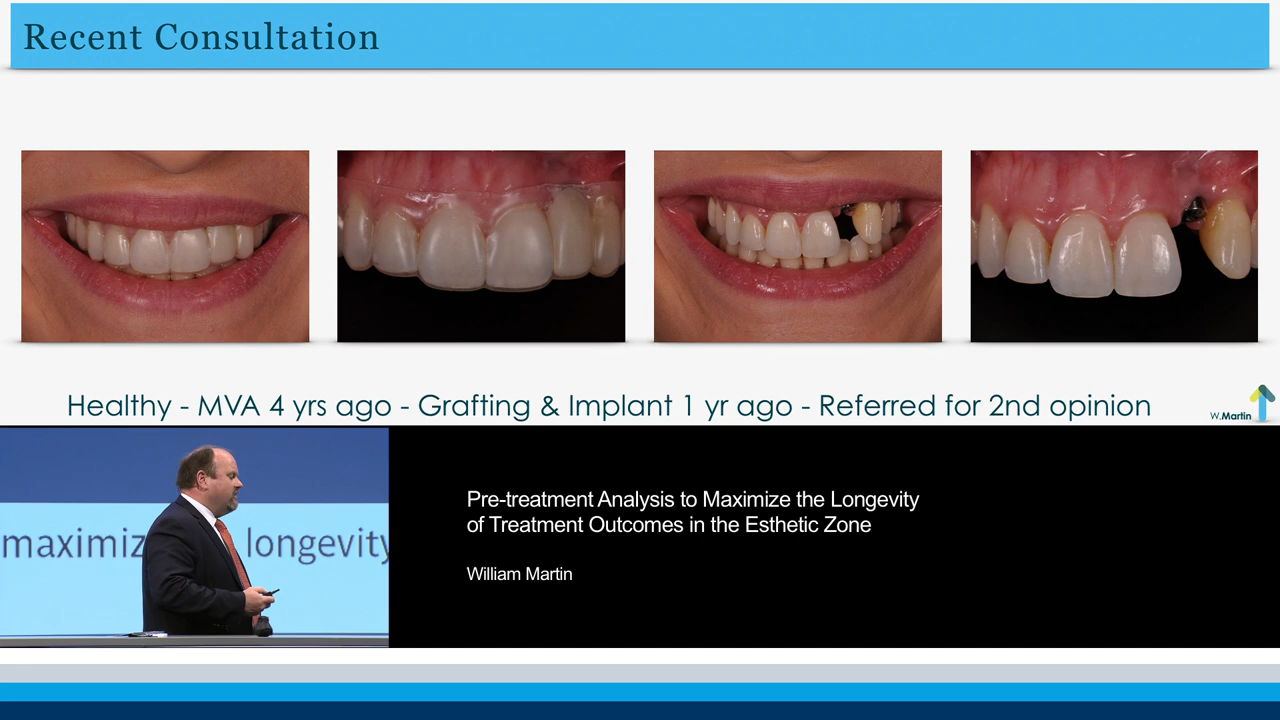 Recent Consultation
Healthy - MVA 4 yrs ago - Grafting & Implant 1 yr ago - Referred for 2nd opinion
W.Martin
maximiz longevity
Pre-treatment Analysis to Maximize the Longevity
of Treatment Outcomes in the Esthetic Zone
William Martin